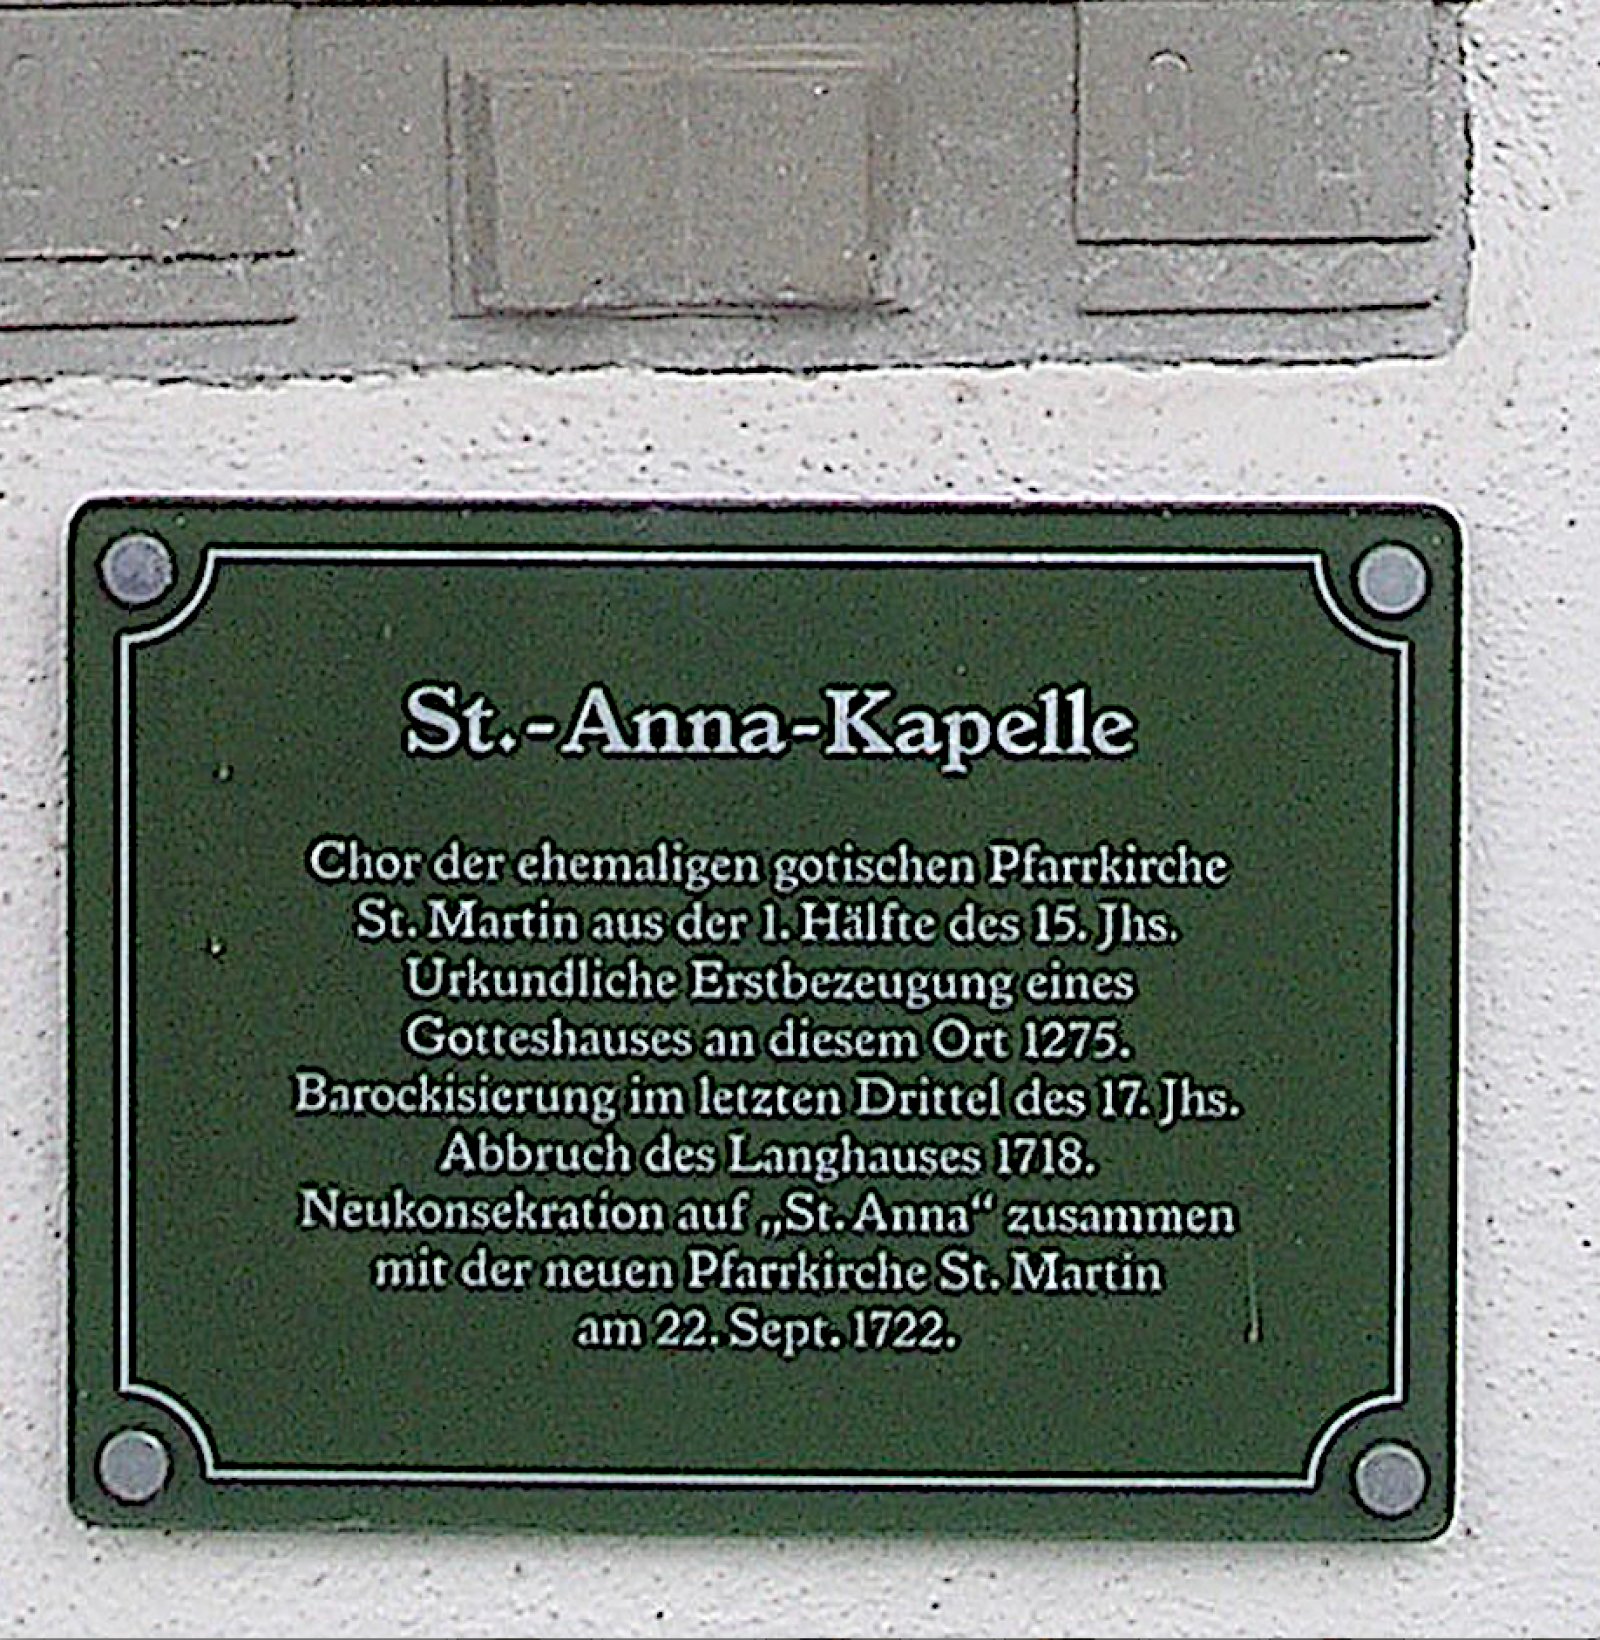 St.-Anna-Kapelle
Chor der ehemaligen gotischen Pfarrkirche
St. Martin aus der 1. Hälfte des 15. Jhs.
Urkundliche Erstbezeugung eines
Gotteshauses an diesem Ort 1275.
Barockisierung im letzten Drittel des 17. Jhs.
Abbruch des Langhauses 1718.
Neukonsekration auf „St. Anna“ zusammen
mit der neuen Pfarrkirche St. Martin
am 22. Sept. 1722.